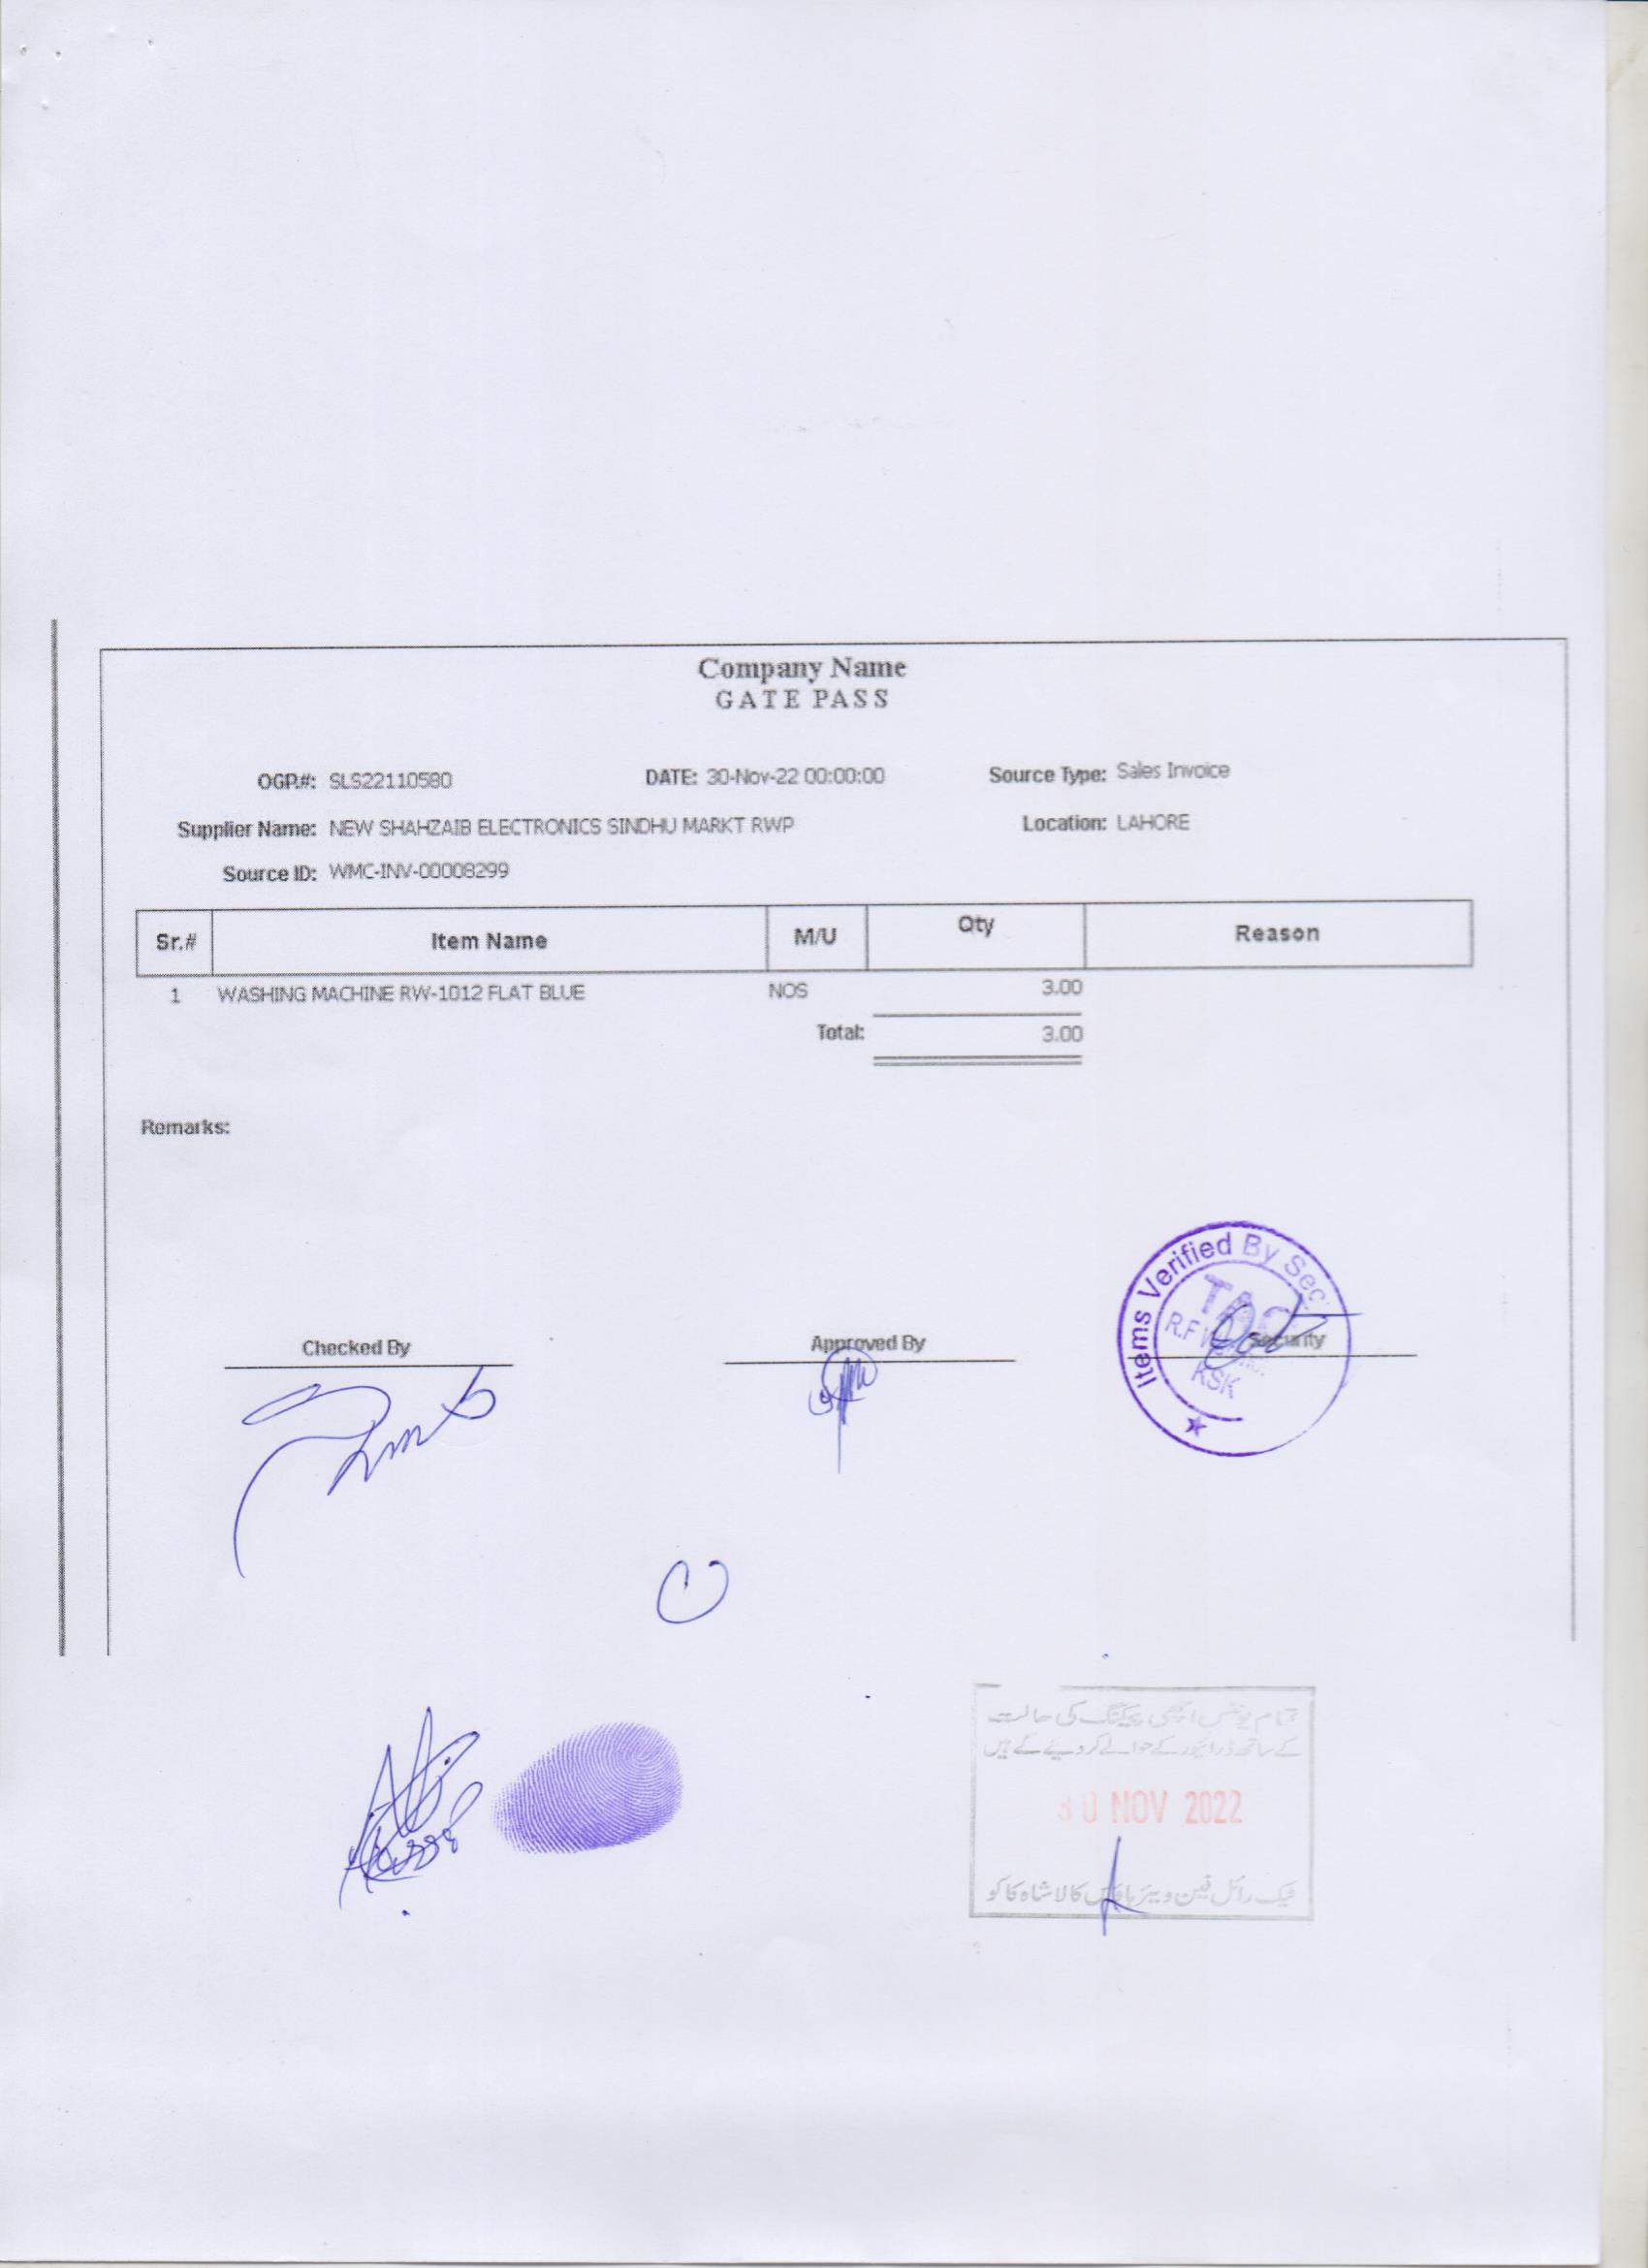 Company Name
GATE PASS
OGP.#: SLS22110580 DATE: 30-Nov-22 00:00:00 Source Type: Sales Invoice
Supplier Name: NEW SHAHZAIB ELECTRONICS SINDHU MARKT RWP Location: LAHORE
Source ID: WMC-INV-00008299
Sr.# Item Name M/U Qty Reason
1 WASHING MACHINE RW-1012 FLAT BLUE NOS 3.00
Total: 3.00
Remarks:
Items Verified By Sec
R.F
KSK
Checked By Approved By Security
تمام یونٹس اچھی پیکنگ کی حالت
کے ساتھ ڈرائیور کے حوالے کر دیے گئے ہیں
30 NOV 2022
ٹیک رائل فین ویئر ہاؤس کالا شاہ کاکو